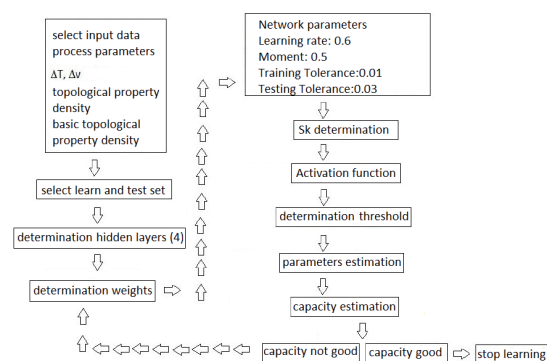 select input data
process parameters
ΔT, Δν
topological property
density
basic topological
property density
select learn and test set
determination hidden layers (4)
determination weights
Network parameters
Learning rate: 0.6
Moment: 0.5
Training Tolerance:0.01
Testing Tolerance:0.03
Sk determination
Activation function
determination threshold
parameters estimation
capacity estimation
capacity not good
capacity good
stop learning